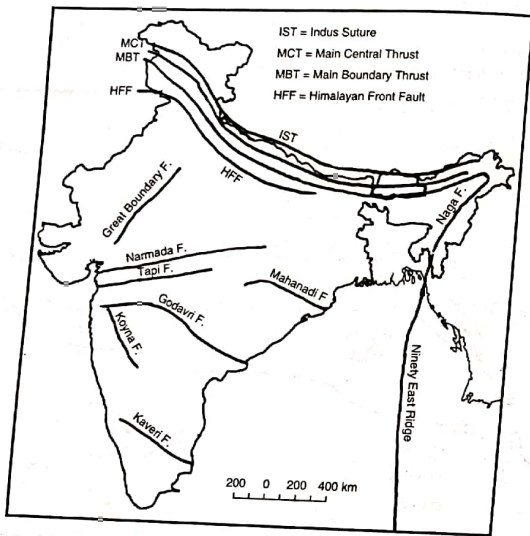 IST = Indus Suture
MCT = Main Central Thrust
MBT = Main Boundary Thrust
HFF = Himalayan Front Fault
MCT
MBT
HFF
IST
HFF
Great Boundary F.
Naga F.
Narmada F.
Tapi F.
Mahanadi F
Godavri F.
Koyna F.
Ninety East Ridge
Kaveri F.
200 0 200 400 km